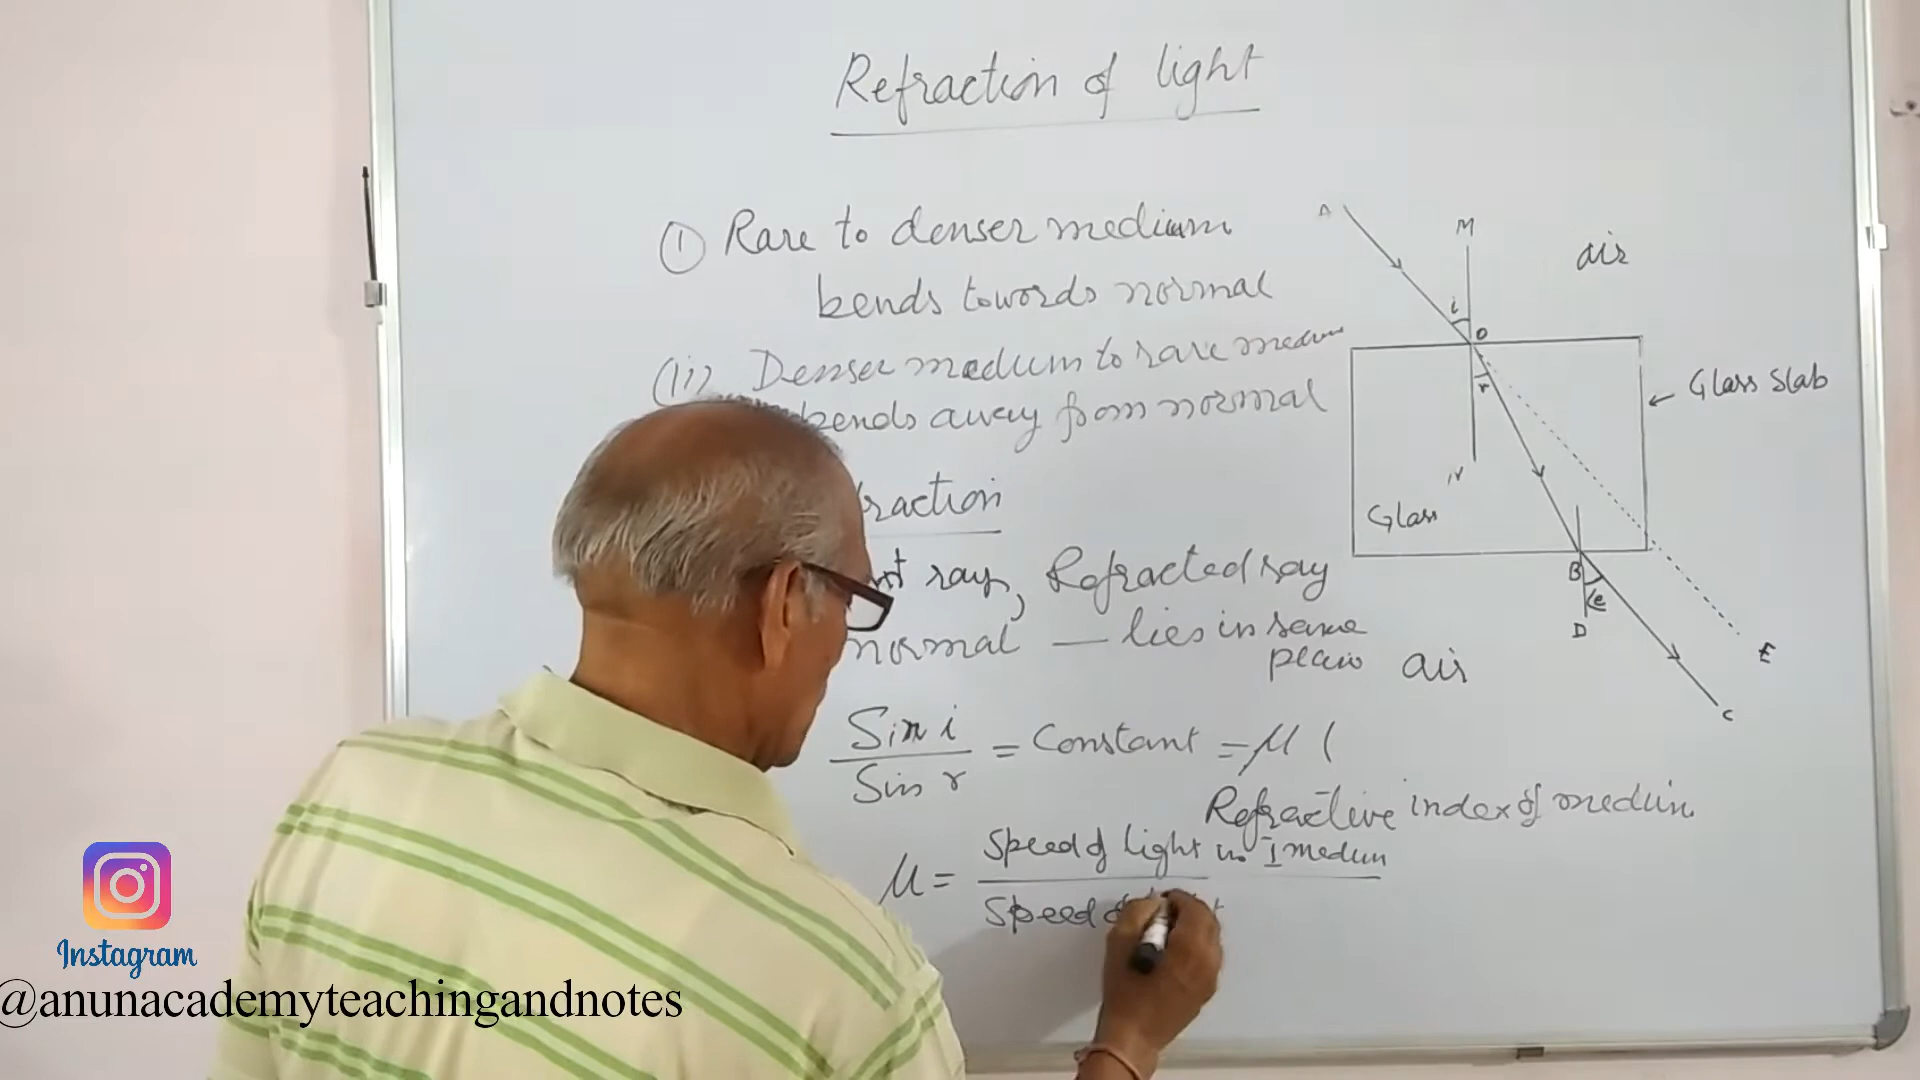 Refraction of light
① Rare to denser medium
bends towards normal
(ii) Denser medium to rare medium
bends away from normal
raction
nt ray, Refracted ray
normal — lies in same
air
Sin i / Sin r = Constant = μ (
Refractive index of medium
μ = Speed of light in I medium / Speed
A
M
air
i
O
r
N
Glass
← Glass Slab
B
e
D
E
C
Instagram
@anunacademyteachingandnotes